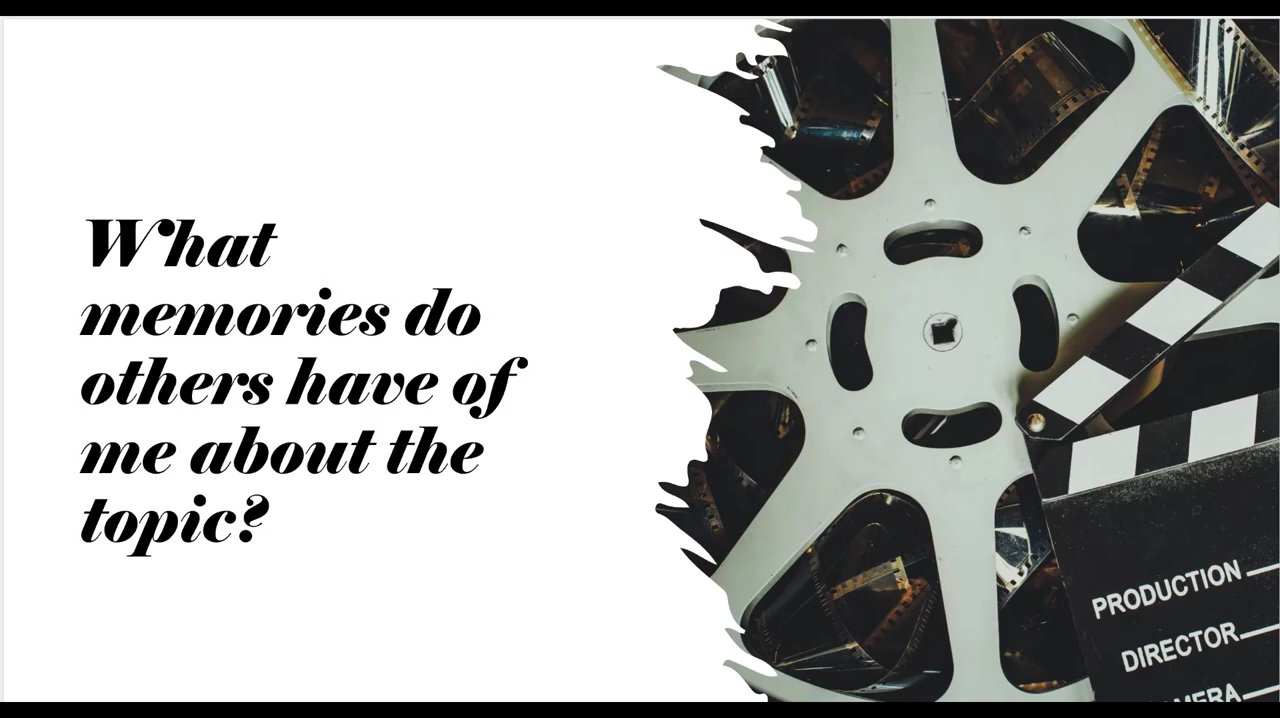 What
memories do
others have of
me about the
topic?
PRODUCTION
DIRECTOR